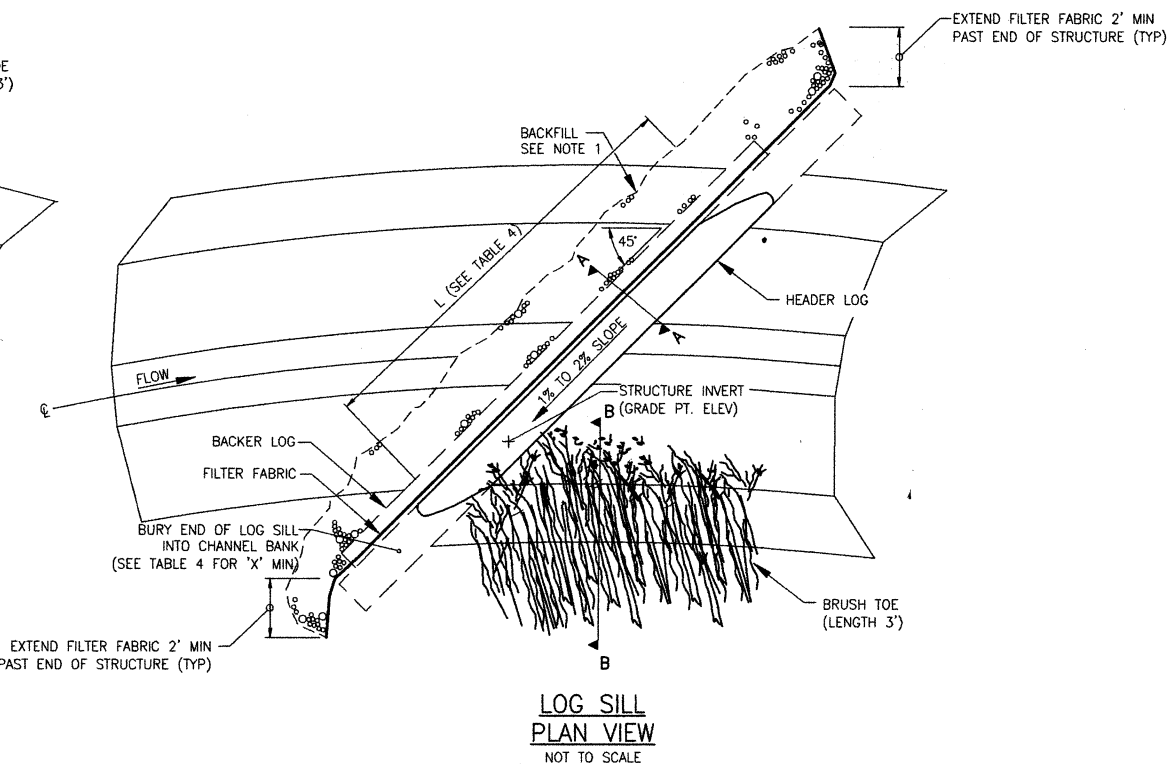 EXTEND FILTER FABRIC 2' MIN
PAST END OF STRUCTURE (TYP)
3')
BACKFILL
SEE NOTE 1
L (SEE TABLE 4)
45°
A
A
HEADER LOG
1% TO 2% SLOPE
FLOW
℄
STRUCTURE INVERT
(GRADE PT. ELEV)
B
BACKER LOG
FILTER FABRIC
BURY END OF LOG SILL
INTO CHANNEL BANK
(SEE TABLE 4 FOR 'X' MIN)
BRUSH TOE
(LENGTH 3')
EXTEND FILTER FABRIC 2' MIN
PAST END OF STRUCTURE (TYP)
B
LOG SILL
PLAN VIEW
NOT TO SCALE